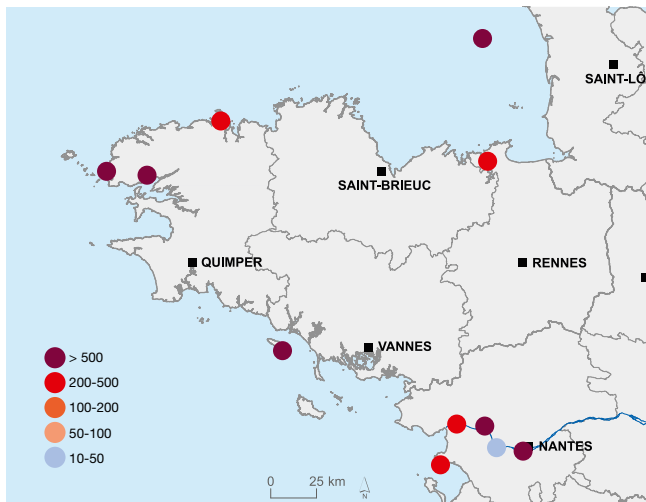 SAINT-LÔ
SAINT-BRIEUC
QUIMPER
RENNES
VANNES
> 500
200-500
100-200
50-100
10-50
NANTES
0 25 km
N